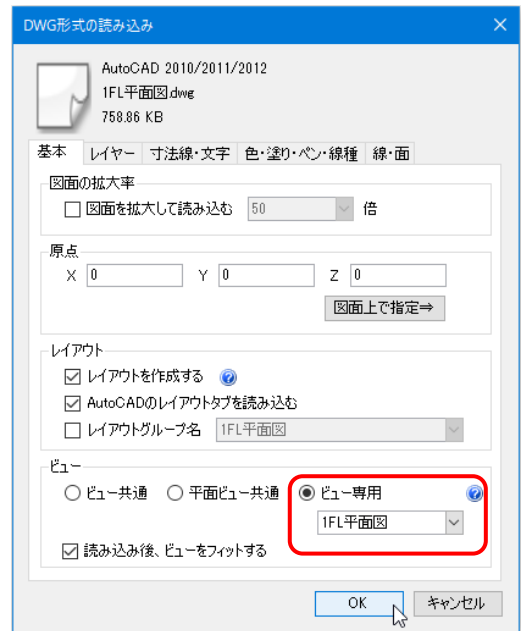 DWG形式の読み込み
AutoCAD 2010/2011/2012
1FL平面図.dwg
758.86 KB
基本 レイヤー 寸法線・文字 色・塗り・ペン・線種 線・面
図面の拡大率
図面を拡大して読み込む 50 倍
原点
X 0 Y 0 Z 0
図面上で指定⇒
レイアウト
レイアウトを作成する ?
AutoCADのレイアウトタブを読み込む
レイアウトグループ名 1FL平面図
ビュー
ビュー共通 平面ビュー共通 ビュー専用 ?
1FL平面図
読み込み後、ビューをフィットする
OK キャンセル